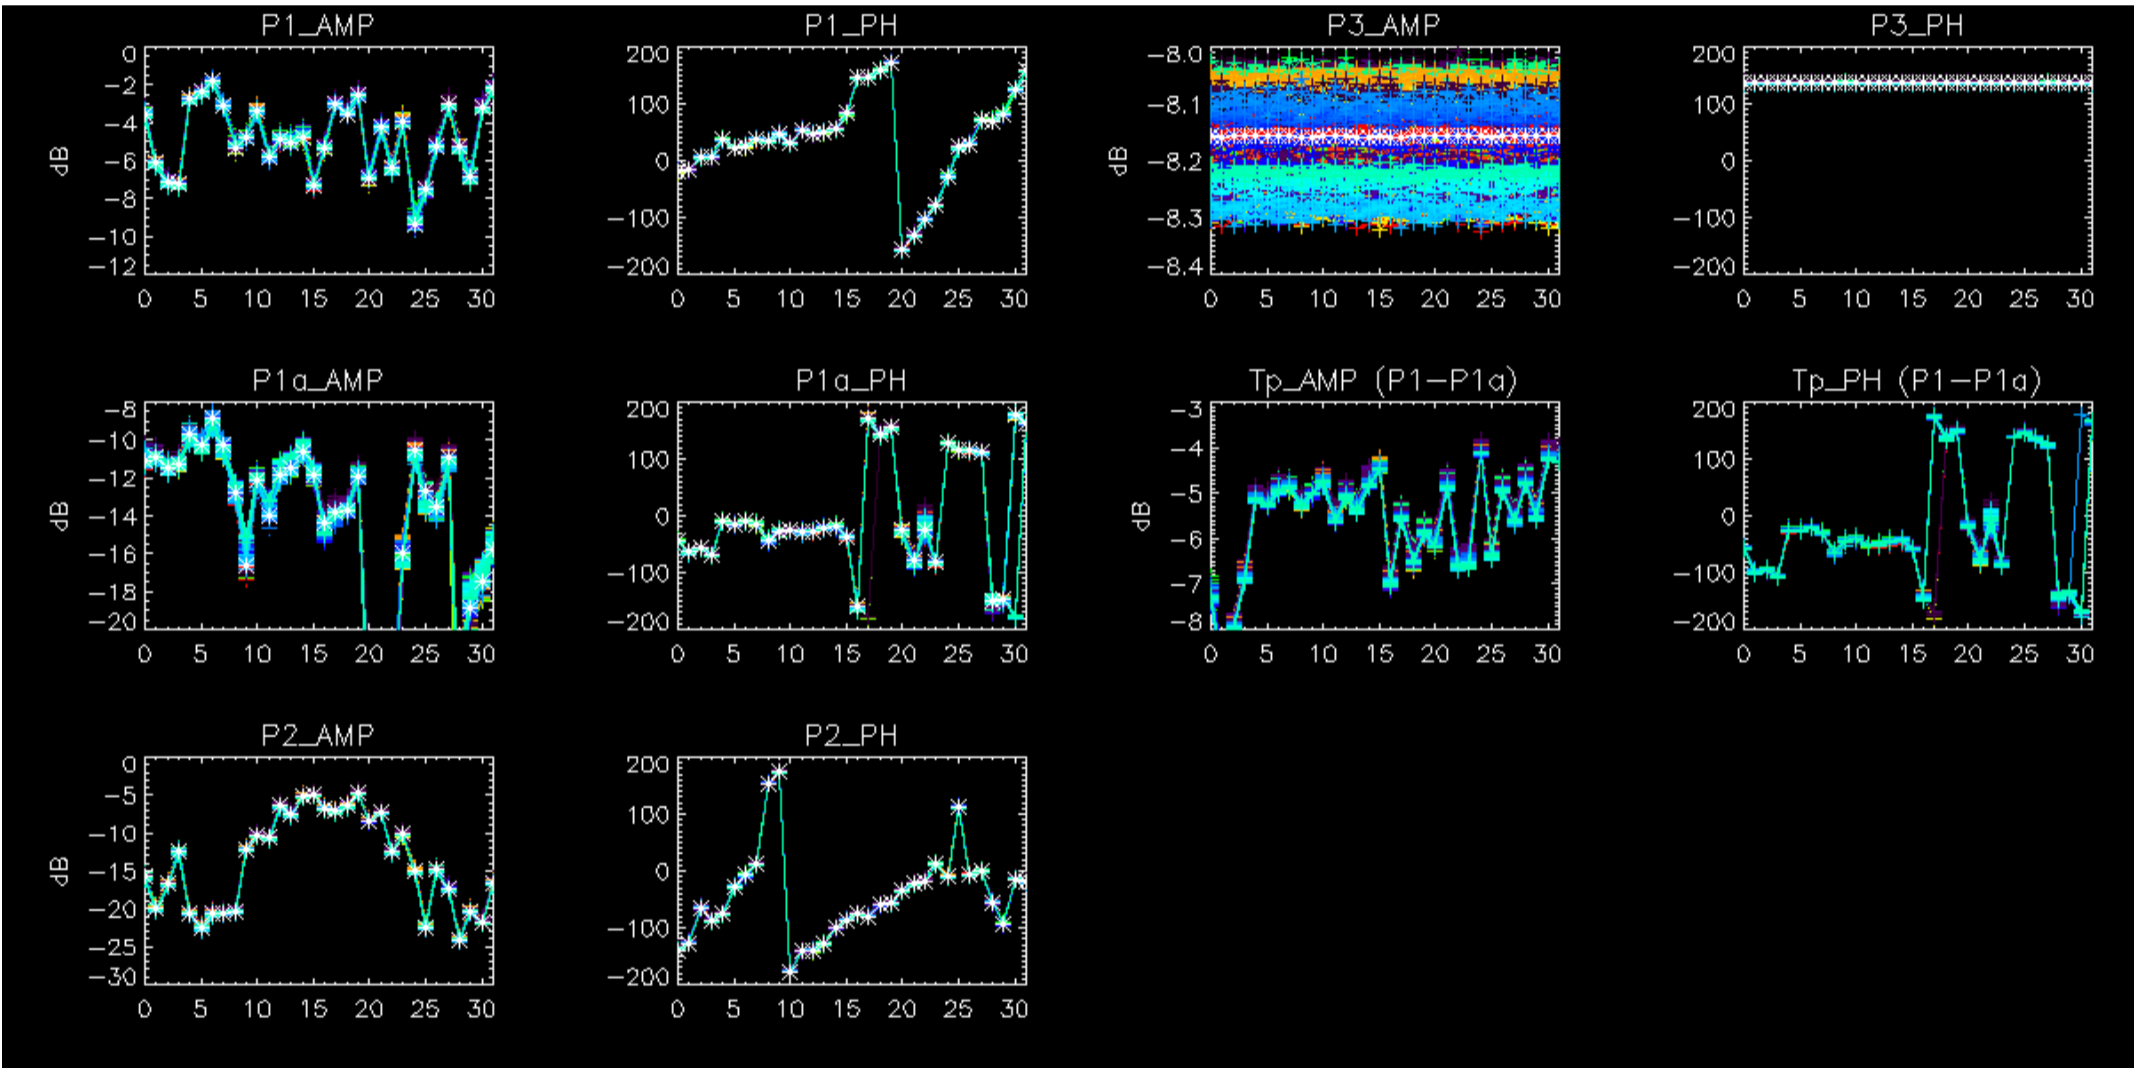 P1_AMP
0
−2
−4
−6
−8
−10
−12
dB
0 5 10 15 20 25 30
P1_PH
200
100
0
−100
−200
0 5 10 15 20 25 30
P3_AMP
−8.0
−8.1
−8.2
−8.3
−8.4
dB
0 5 10 15 20 25 30
P3_PH
200
100
0
−100
−200
0 5 10 15 20 25 30
P1a_AMP
−8
−10
−12
−14
−16
−18
−20
dB
0 5 10 15 20 25 30
P1a_PH
200
100
0
−100
−200
0 5 10 15 20 25 30
Tp_AMP (P1−P1a)
−3
−4
−5
−6
−7
−8
dB
0 5 10 15 20 25 30
Tp_PH (P1−P1a)
200
100
0
−100
−200
0 5 10 15 20 25 30
P2_AMP
0
−5
−10
−15
−20
−25
−30
dB
0 5 10 15 20 25 30
P2_PH
200
100
0
−100
−200
0 5 10 15 20 25 30